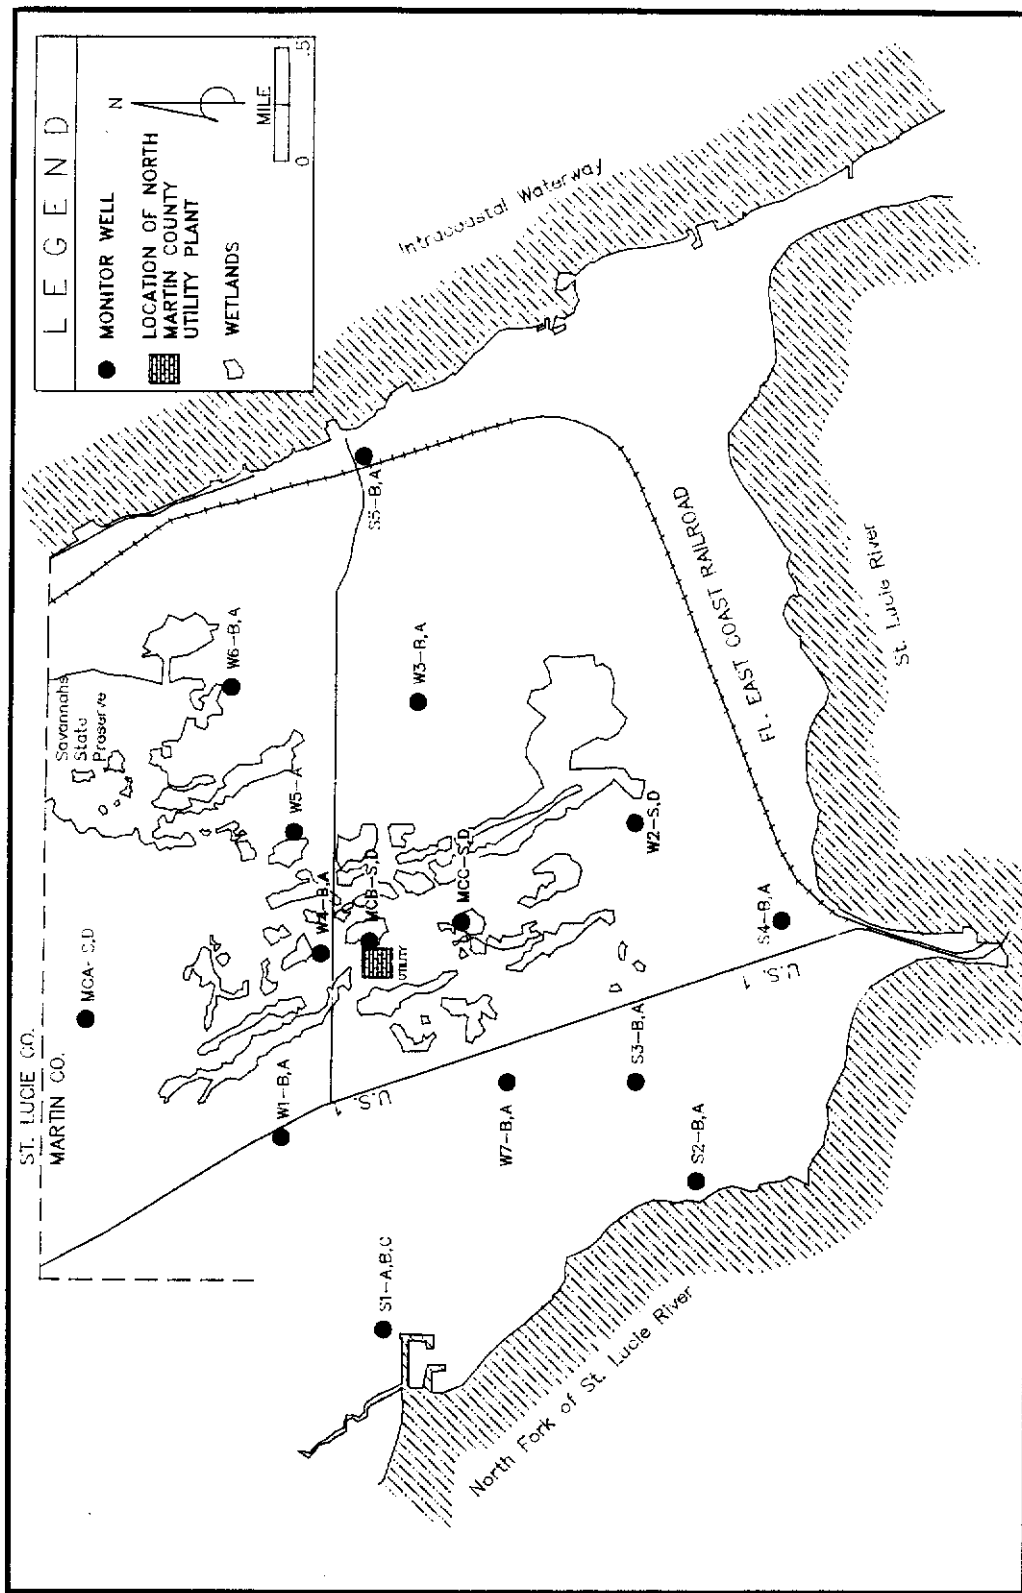 LEGEND
MONITOR WELL
LOCATION OF NORTH
MARTIN COUNTY
UTILITY PLANT
WETLANDS
N
MILE
0
.5
ST. LUCIE CO.
MARTIN CO.
Savannahs
State
Preserve
Intracoastal Waterway
MCA-
W6-B,A
W5-A
W4-B,A
W1-B,A
S5-B,A
MCB-S,D
UTILITY
U.S. 1
S1-A,B,C
W3-B,A
MCC-S,D
W7-B,A
W2-S,D
S3-B,A
S2-B,A
U.S. 1
S4-B,A
FL. EAST COAST RAILROAD
St. Lucie River
North Fork of St. Lucie River